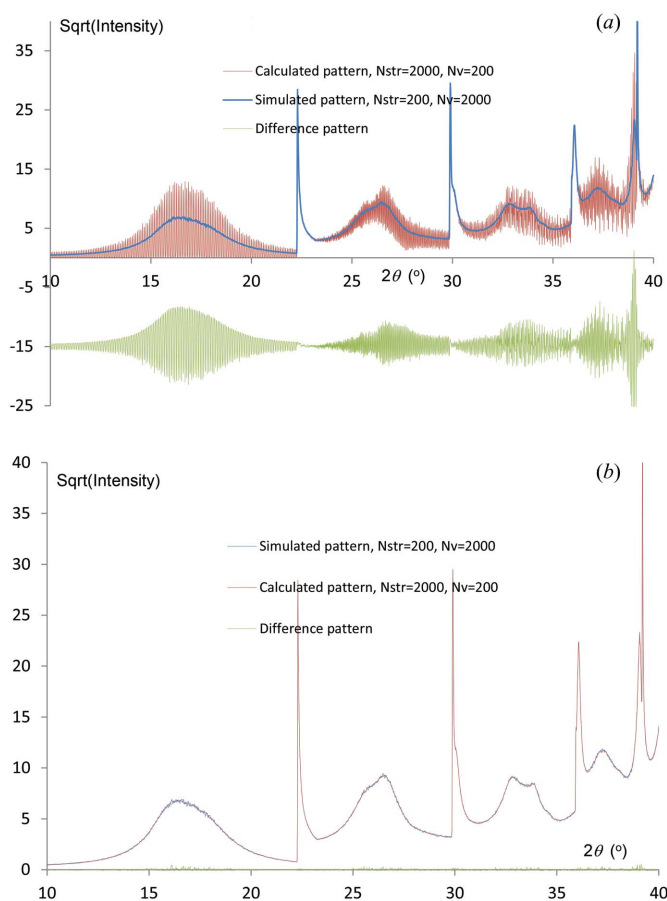 Sqrt(Intensity)
(a)
35
25
15
5
-5
-15
-25
Calculated pattern, Nstr=2000, Nv=200
Simulated pattern, Nstr=200, Nv=2000
Difference pattern
10
15
20
25
30
35
40
2θ (°)
Sqrt(Intensity)
(b)
40
35
30
25
20
15
10
5
0
Simulated pattern, Nstr=200, Nv=2000
Calculated pattern, Nstr=2000, Nv=200
Difference pattern
2θ (°)
10
15
20
25
30
35
40